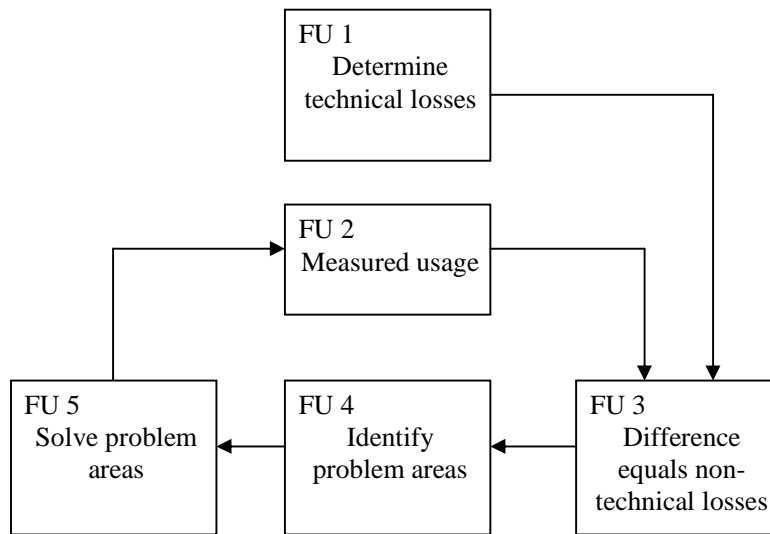 FU 1
Determine
technical losses
FU 2
Measured usage
FU 5
Solve problem
areas
FU 4
Identify
problem areas
FU 3
Difference
equals non-
technical losses